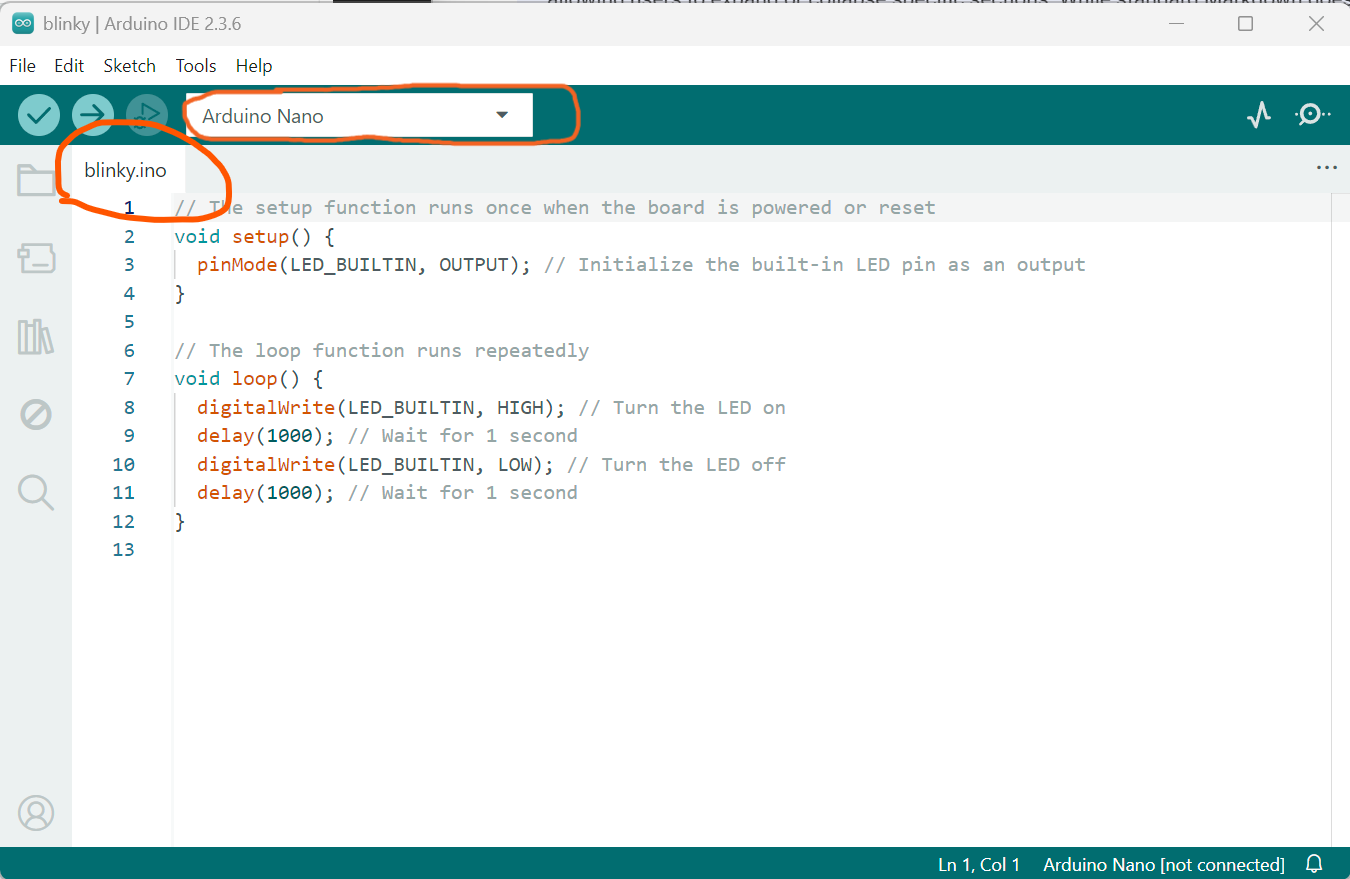 blinky | Arduino IDE 2.3.6
File Edit Sketch Tools Help
Arduino Nano
blinky.ino
1 // The setup function runs once when the board is powered or reset
2 void setup() {
3 pinMode(LED_BUILTIN, OUTPUT); // Initialize the built-in LED pin as an output
4 }
5
6 // The loop function runs repeatedly
7 void loop() {
8 digitalWrite(LED_BUILTIN, HIGH); // Turn the LED on
9 delay(1000); // Wait for 1 second
10 digitalWrite(LED_BUILTIN, LOW); // Turn the LED off
11 delay(1000); // Wait for 1 second
12 }
13
Ln 1, Col 1 Arduino Nano [not connected]